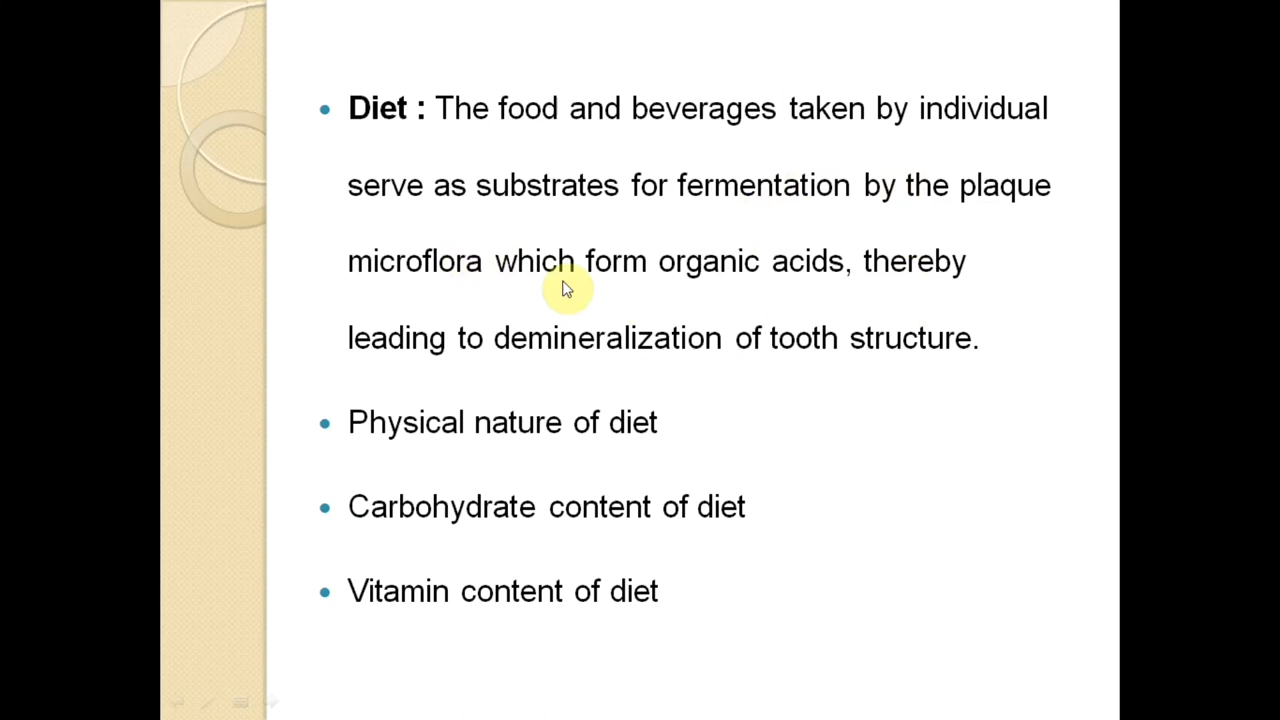 Diet : The food and beverages taken by individual
serve as substrates for fermentation by the plaque
microflora which form organic acids, thereby
leading to demineralization of tooth structure.
Physical nature of diet
Carbohydrate content of diet
Vitamin content of diet